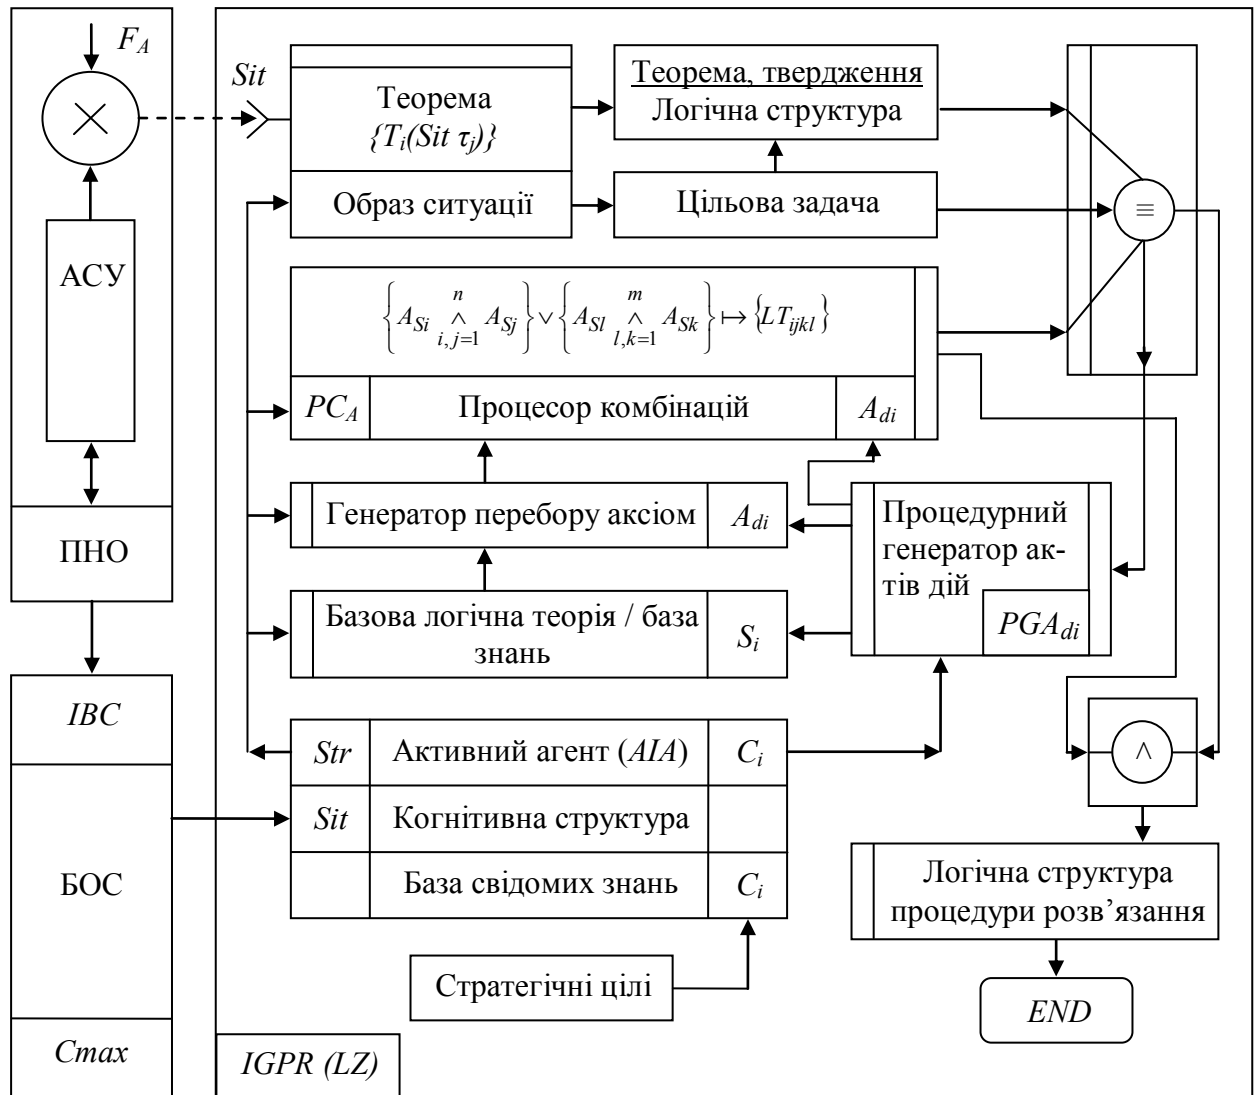 F_A
Sit
АСУ
ПНО
IBC
БОС
Стах
Теорема
{T_i(Sit τ_j)}
Образ ситуації
Теорема, твердження
Логічна структура
Цільова задача
≡
{A_Si ∧ A_Sj} ∨ {A_Sl ∧ A_Sk} ↦ {LT_ijkl}
n i,j=1 m l,k=1
PC_A Процесор комбінацій A_di
Генератор перебору аксіом A_di
Базова логічна теорія / база
знань
S_i
Процедурний
генератор ак-
тів дій
PGA_di
Str Активний агент (AIA) C_i
Sit Когнітивна структура
База свідомих знань C_i
Стратегічні цілі
∧
Логічна структура
процедури розв’язання
END
IGPR (LZ)